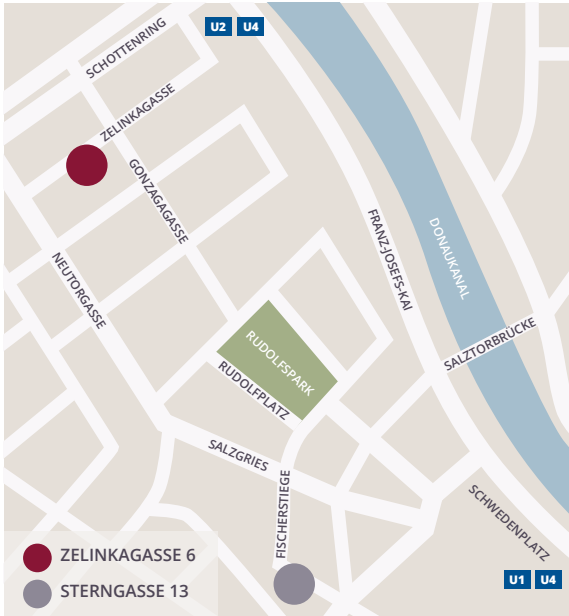 U2 U4
SCHOTTENRING
ZELINKAGASSE
GONZAGAGASSE
NEUTORGASSE
FRANZ-JOSEFS-KAI
DONAUKANAL
SALZTORBRÜCKE
RUDOLFSPARK
RUDOLFPLATZ
SALZGRIES
FISCHERSTIEGE
SCHWEDENPLATZ
ZELINKAGASSE 6
STERNGASSE 13
U1 U4